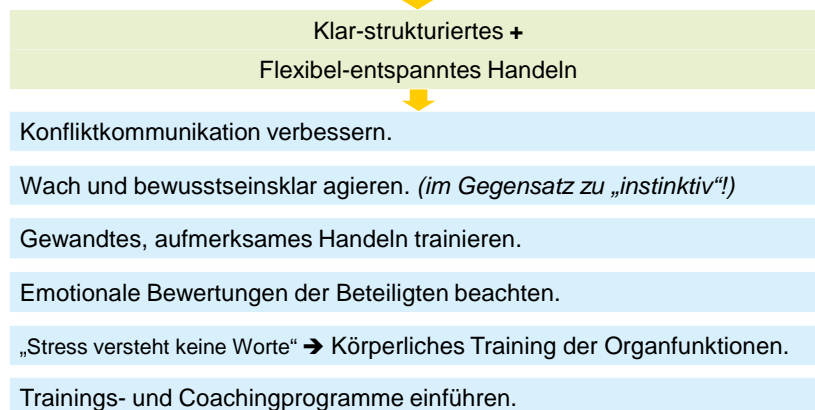 Klar-strukturiertes +
Flexibel-entspanntes Handeln
Konfliktkommunikation verbessern.
Wach und bewusstseinsklar agieren. (im Gegensatz zu „instinktiv“!)
Gewandtes, aufmerksames Handeln trainieren.
Emotionale Bewertungen der Beteiligten beachten.
„Stress versteht keine Worte“ ➔ Körperliches Training der Organfunktionen.
Trainings- und Coachingprogramme einführen.